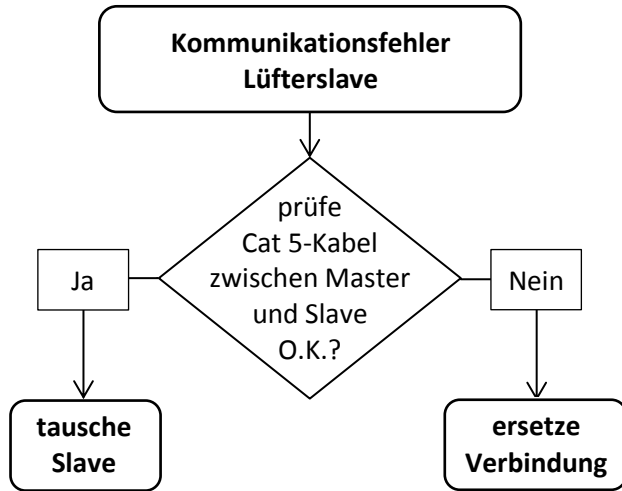 Kommunikationsfehler
Lüfterslave
prüfe
Cat 5-Kabel
zwischen Master
und Slave
O.K.?
Ja
Nein
tausche
Slave
ersetze
Verbindung